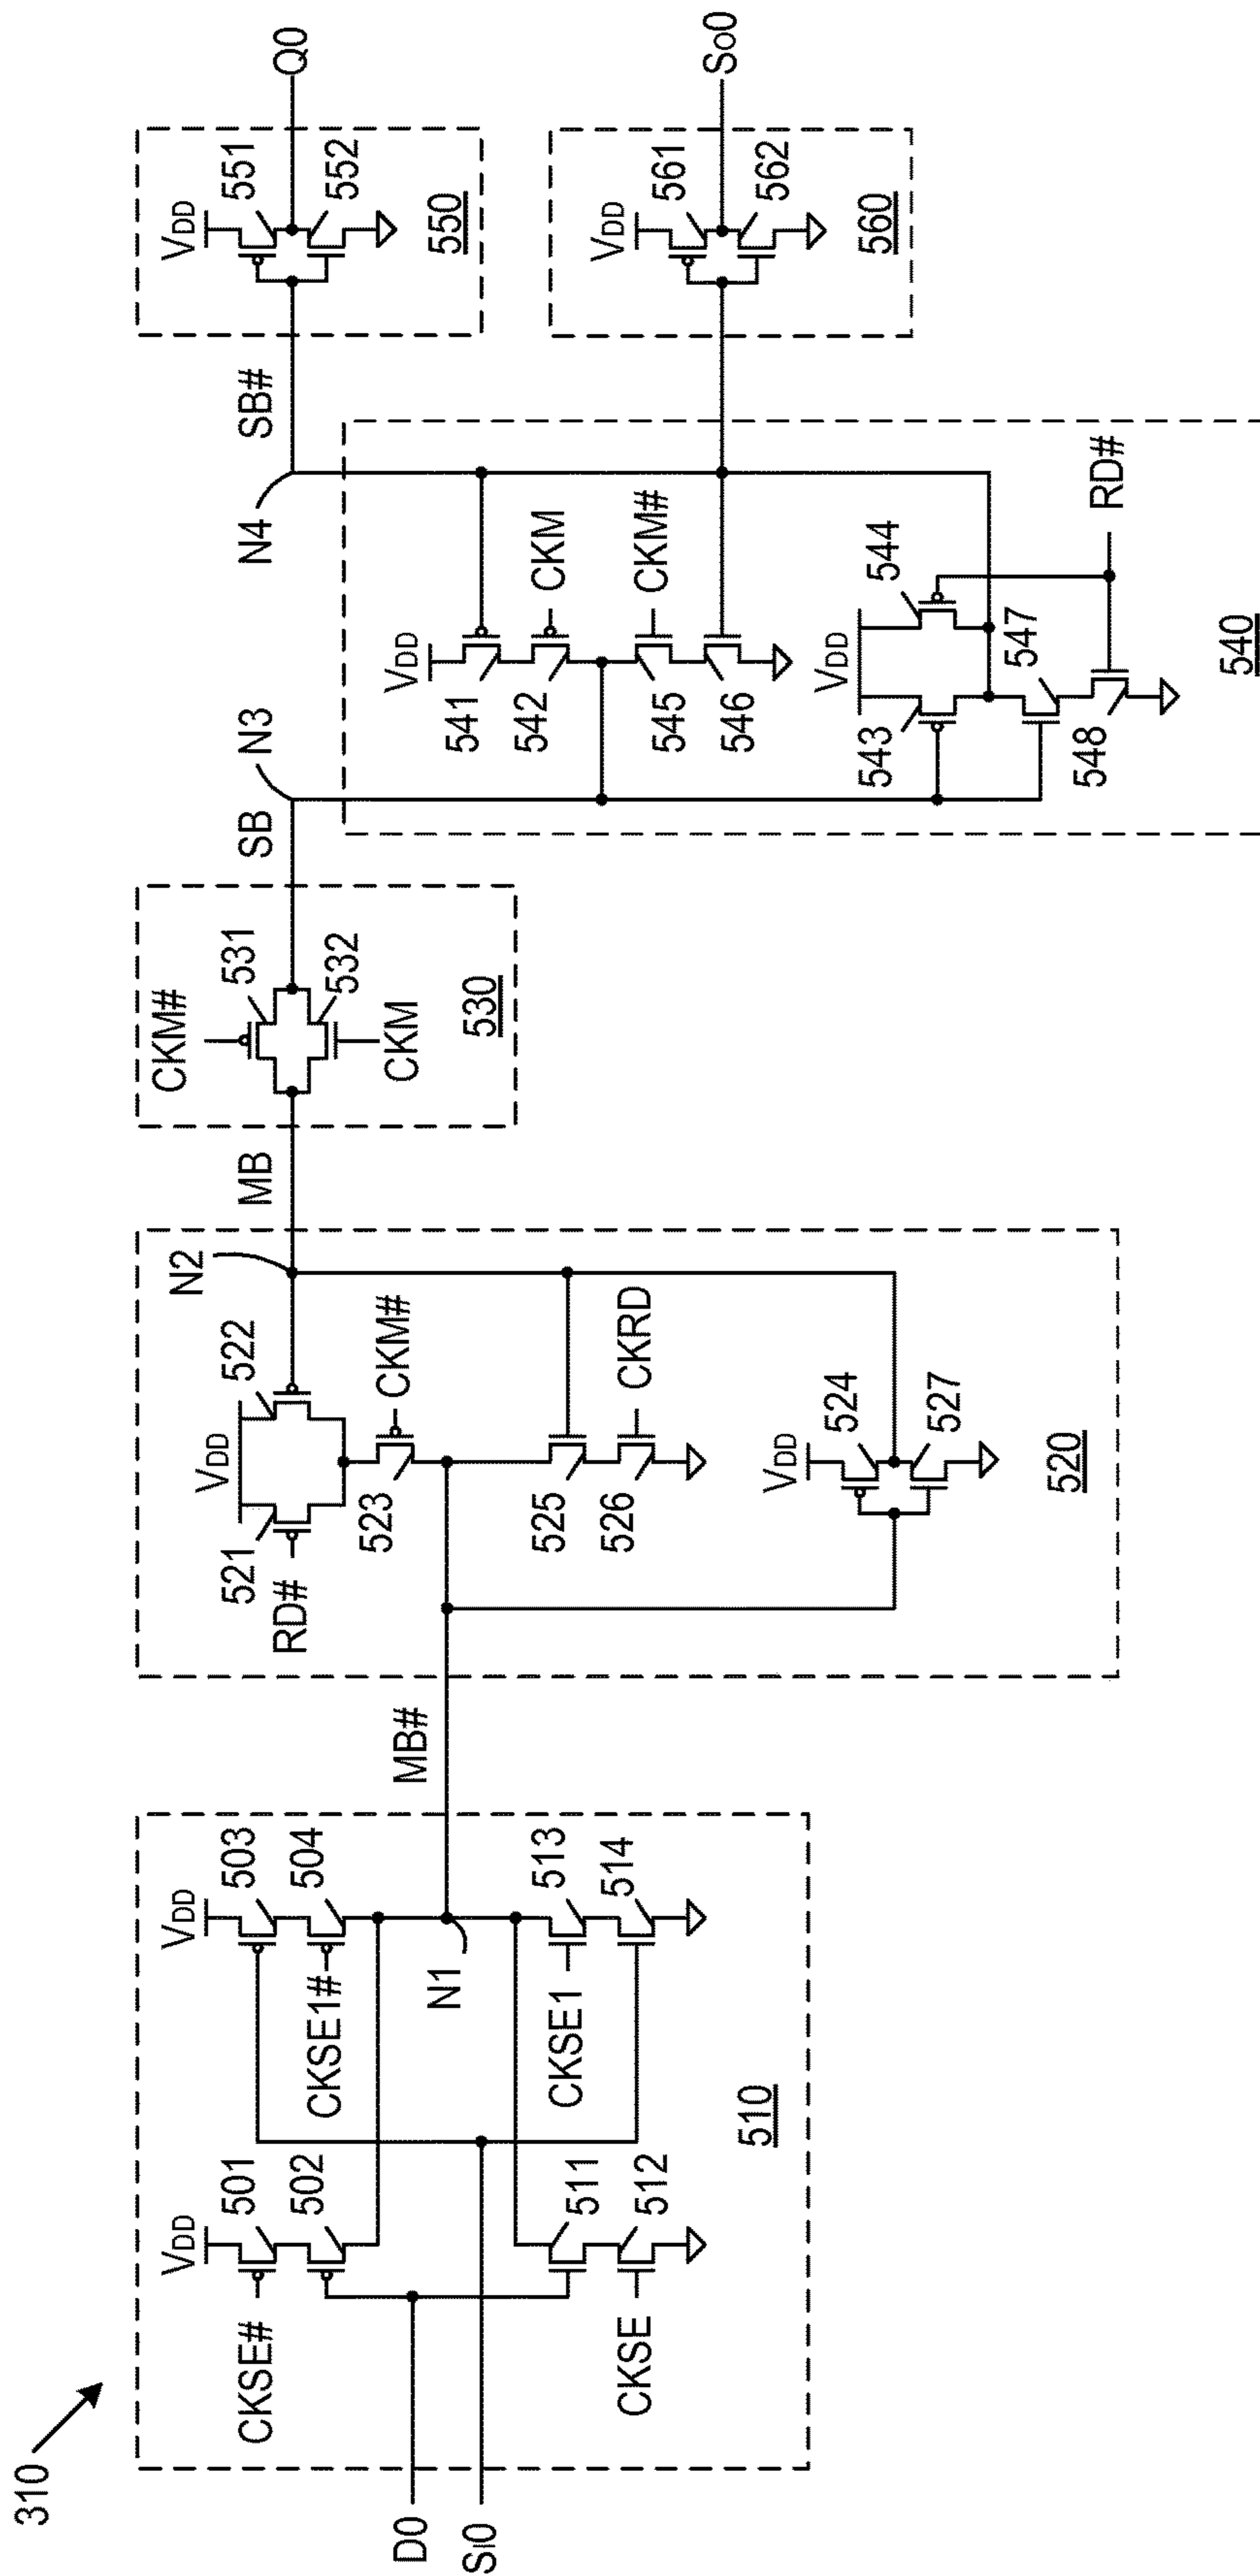 310
D0
SI0
CKSE#
VDD
501
502
511
512
CKSE
VDD
503
504
CKSE1#
N1
CKSE1
513
514
510
MB#
VDD
521
522
RD#
523
CKM#
N2
525
526
CKRD
VDD
524
527
520
MB
CKM#
531
532
CKM
530
SB
N3
VDD
541
542
CKM
545
CKM#
546
VDD
543
544
547
548
RD#
540
N4
SB#
VDD
551
552
550
Q0
VDD
561
562
560
SO0